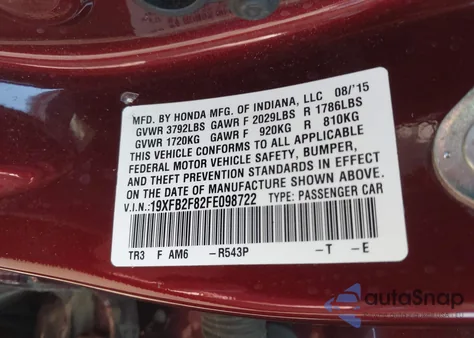 MFD. BY HONDA MFG. OF INDIANA, LLC 08/'15
GVWR 3792LBS GAWR F 2029LBS R 1786LBS
GVWR 1720KG GAWR F 920KG R 810KG
THIS VEHICLE CONFORMS TO ALL APPLICABLE
FEDERAL MOTOR VEHICLE SAFETY, BUMPER,
AND THEFT PREVENTION STANDARDS IN EFFECT
ON THE DATE OF MANUFACTURE SHOWN ABOVE.
V.I.N.:19XFB2F82FE098722 TYPE: PASSENGER CAR
TR3 F AM6 -R543P -T -E
autoSnap